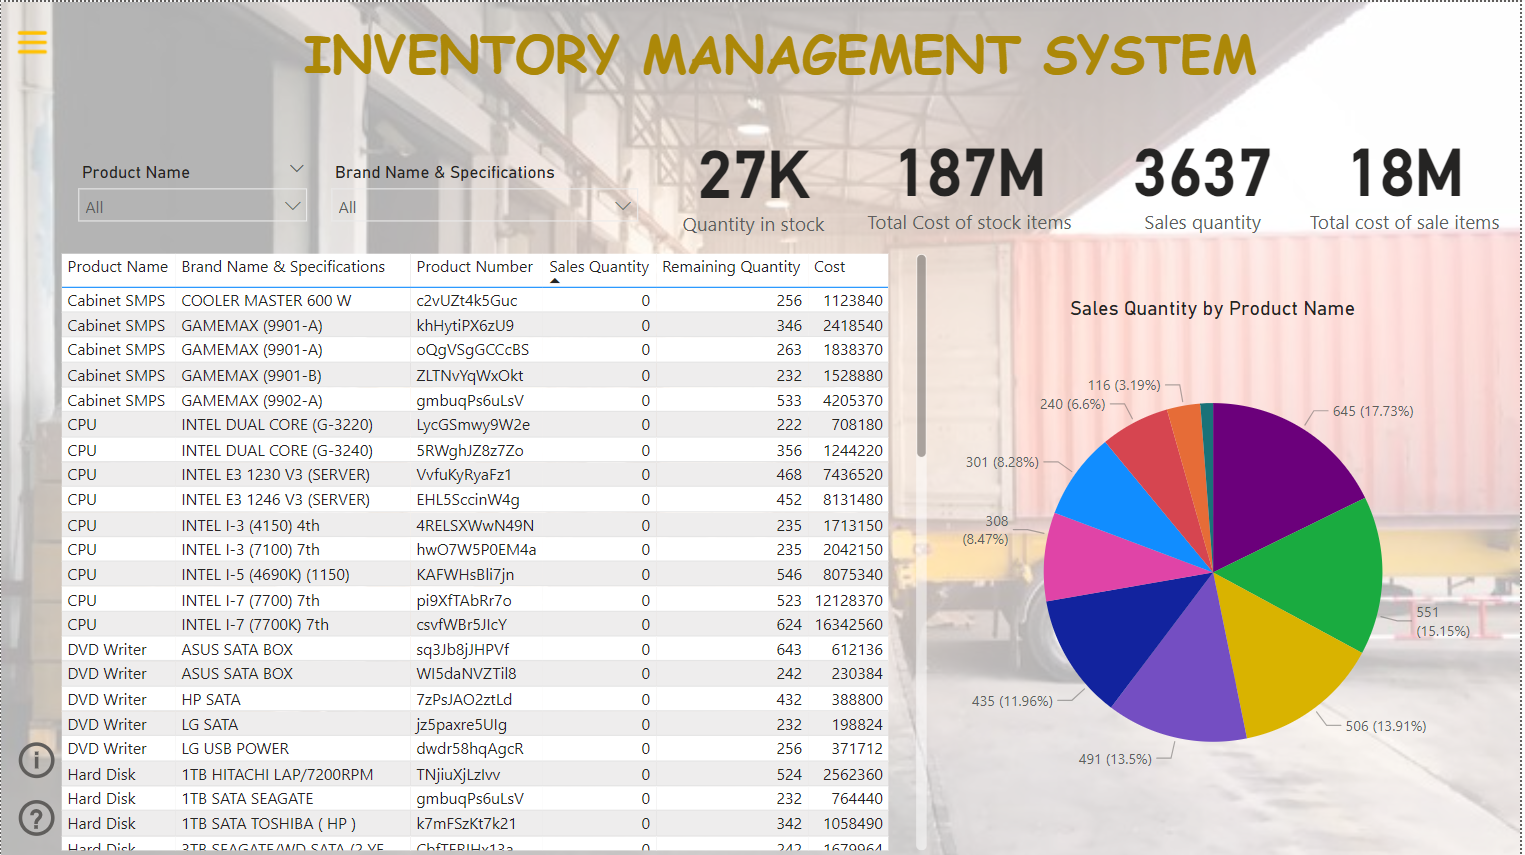 INVENTORY MANAGEMENT SYSTEM
Product Name
All
Brand Name & Specifications
All
27K
Quantity in stock
187M
Total Cost of stock items
3637
Sales quantity
18M
Total cost of sale items
Product Name Brand Name & Specifications Product Number Sales Quantity Remaining Quantity Cost
Cabinet SMPS COOLER MASTER 600 W c2vUZt4k5Guc 0 256 1123840
Cabinet SMPS GAMEMAX (9901-A) khHytiPX6zU9 0 346 2418540
Cabinet SMPS GAMEMAX (9901-A) oQgVSgGCCcBS 0 263 1838370
Cabinet SMPS GAMEMAX (9901-B) ZLTNvYqWxOkt 0 232 1528880
Cabinet SMPS GAMEMAX (9902-A) gmbuqPs6uLsV 0 533 4205370
CPU INTEL DUAL CORE (G-3220) LycGSmwy9W2e 0 222 708180
CPU INTEL DUAL CORE (G-3240) 5RWghJZ8z7Zo 0 356 1244220
CPU INTEL E3 1230 V3 (SERVER) VvfuKyRyaFz1 0 468 7436520
CPU INTEL E3 1246 V3 (SERVER) EHL5SccinW4g 0 452 8131480
CPU INTEL I-3 (4150) 4th 4RELSXWwN49N 0 235 1713150
CPU INTEL I-3 (7100) 7th hwO7W5P0EM4a 0 235 2042150
CPU INTEL I-5 (4690K) (1150) KAFWHsBli7jn 0 546 8075340
CPU INTEL I-7 (7700) 7th pi9XfTAbRr7o 0 523 12128370
CPU INTEL I-7 (7700K) 7th csvfWBr5JIcY 0 624 16342560
DVD Writer ASUS SATA BOX sq3Jb8jJHPVf 0 643 612136
DVD Writer ASUS SATA BOX WI5daNVZTil8 0 242 230384
DVD Writer HP SATA 7zPsJAO2ztLd 0 432 388800
DVD Writer LG SATA jz5paxre5UIg 0 232 198824
DVD Writer LG USB POWER dwdr58hqAgcR 0 256 371712
Hard Disk 1TB HITACHI LAP/7200RPM TNjiuXjLzIvv 0 524 2562360
Hard Disk 1TB SATA SEAGATE gmbuqPs6uLsV 0 232 764440
Hard Disk 1TB SATA TOSHIBA ( HP ) k7mFSzKt7k21 0 342 1058490
Hard Disk 3TB SEAGATE/WD SATA (2 YE 0 242 1679964
Sales Quantity by Product Name
116 (3.19%)
240 (6.6%)
645 (17.73%)
301 (8.28%)
308
(8.47%)
551
(15.15%)
435 (11.96%)
506 (13.91%)
491 (13.5%)
i
?